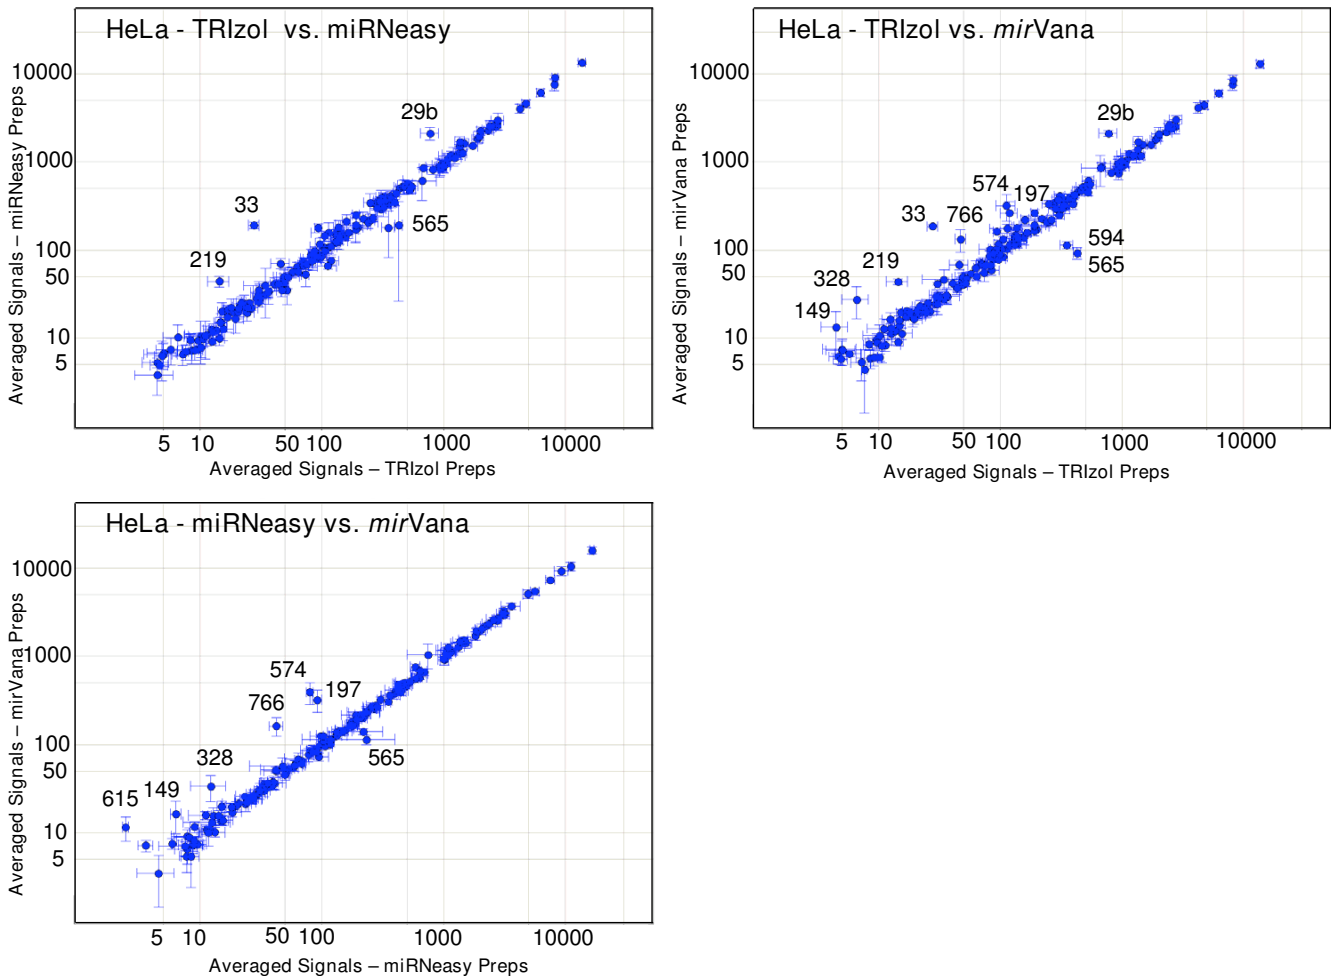 HeLa - TRIzol vs. miRNeasy
Averaged Signals – miRNeasy Preps
10000
1000
100
50
10
5
29b
33
565
219
5 10 50 100 1000 10000
Averaged Signals – TRIzol Preps
HeLa - TRIzol vs. mirVana
Averaged Signals – mirVana Preps
10000
1000
100
50
10
5
29b
574 197
33 766
594
565
219
328
149
5 10 50 100 1000 10000
Averaged Signals – TRIzol Preps
HeLa - miRNeasy vs. mirVana
Averaged Signals – mirVana Preps
10000
1000
100
50
10
5
574
197
766
565
328
149
615
5 10 50 100 1000 10000
Averaged Signals – miRNeasy Preps